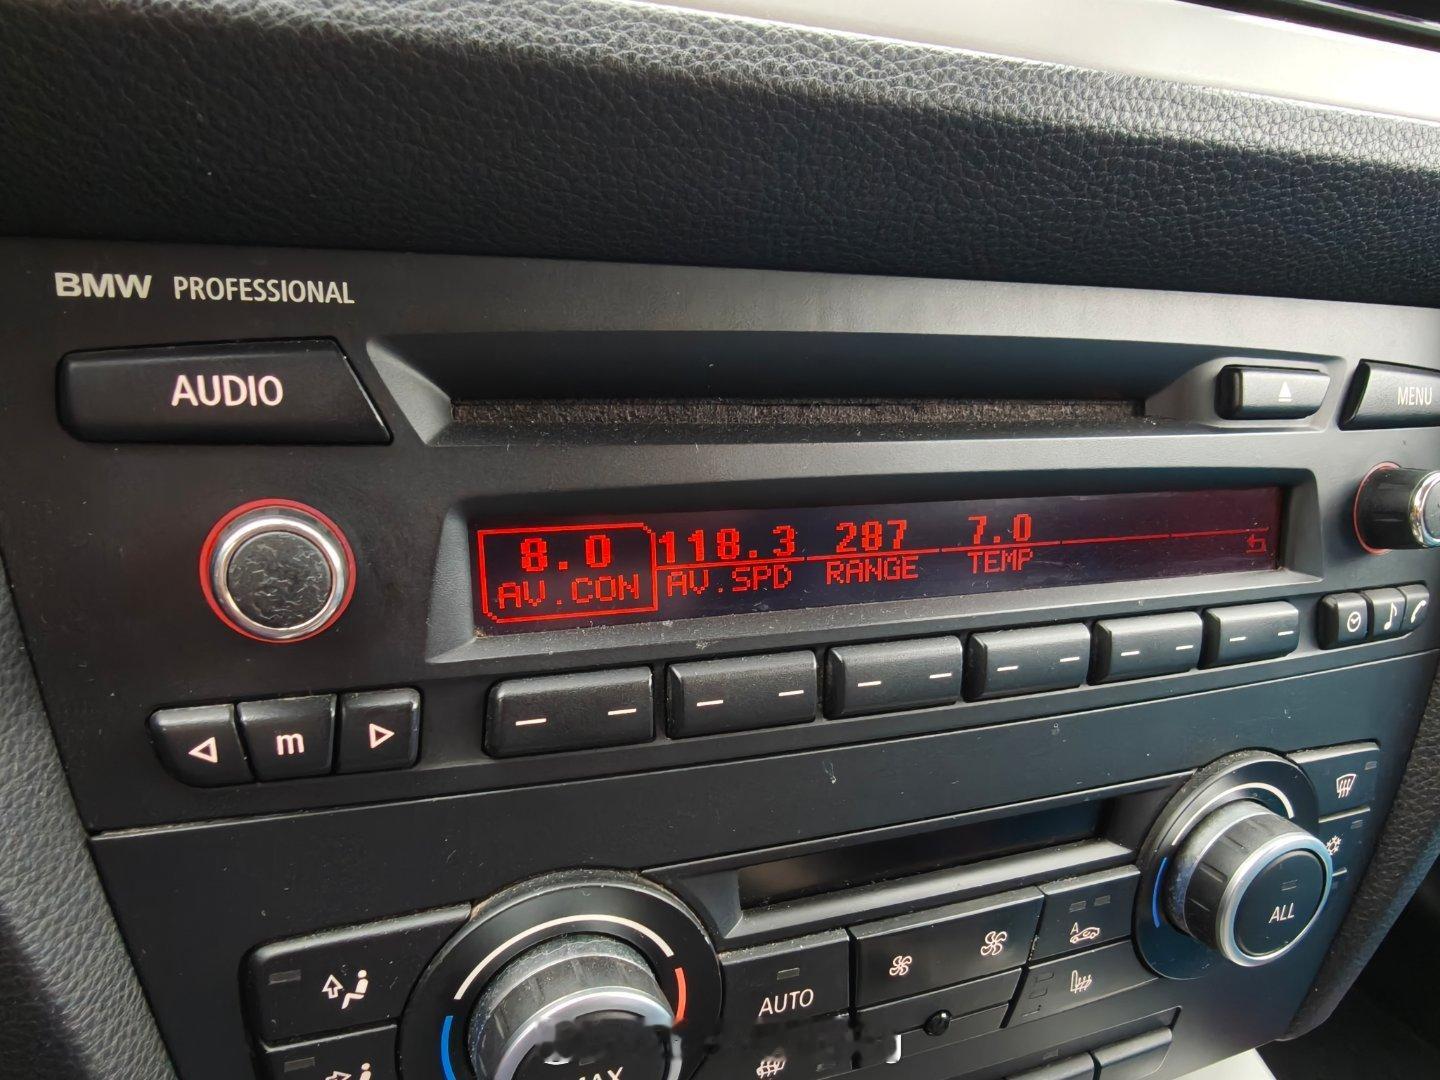 BMW PROFESSIONAL
AUDIO
MENU
8.0 118.3 287 7.0
AV.CON AV.SPD RANGE TEMP
m
A
ALL
AUTO
MAX